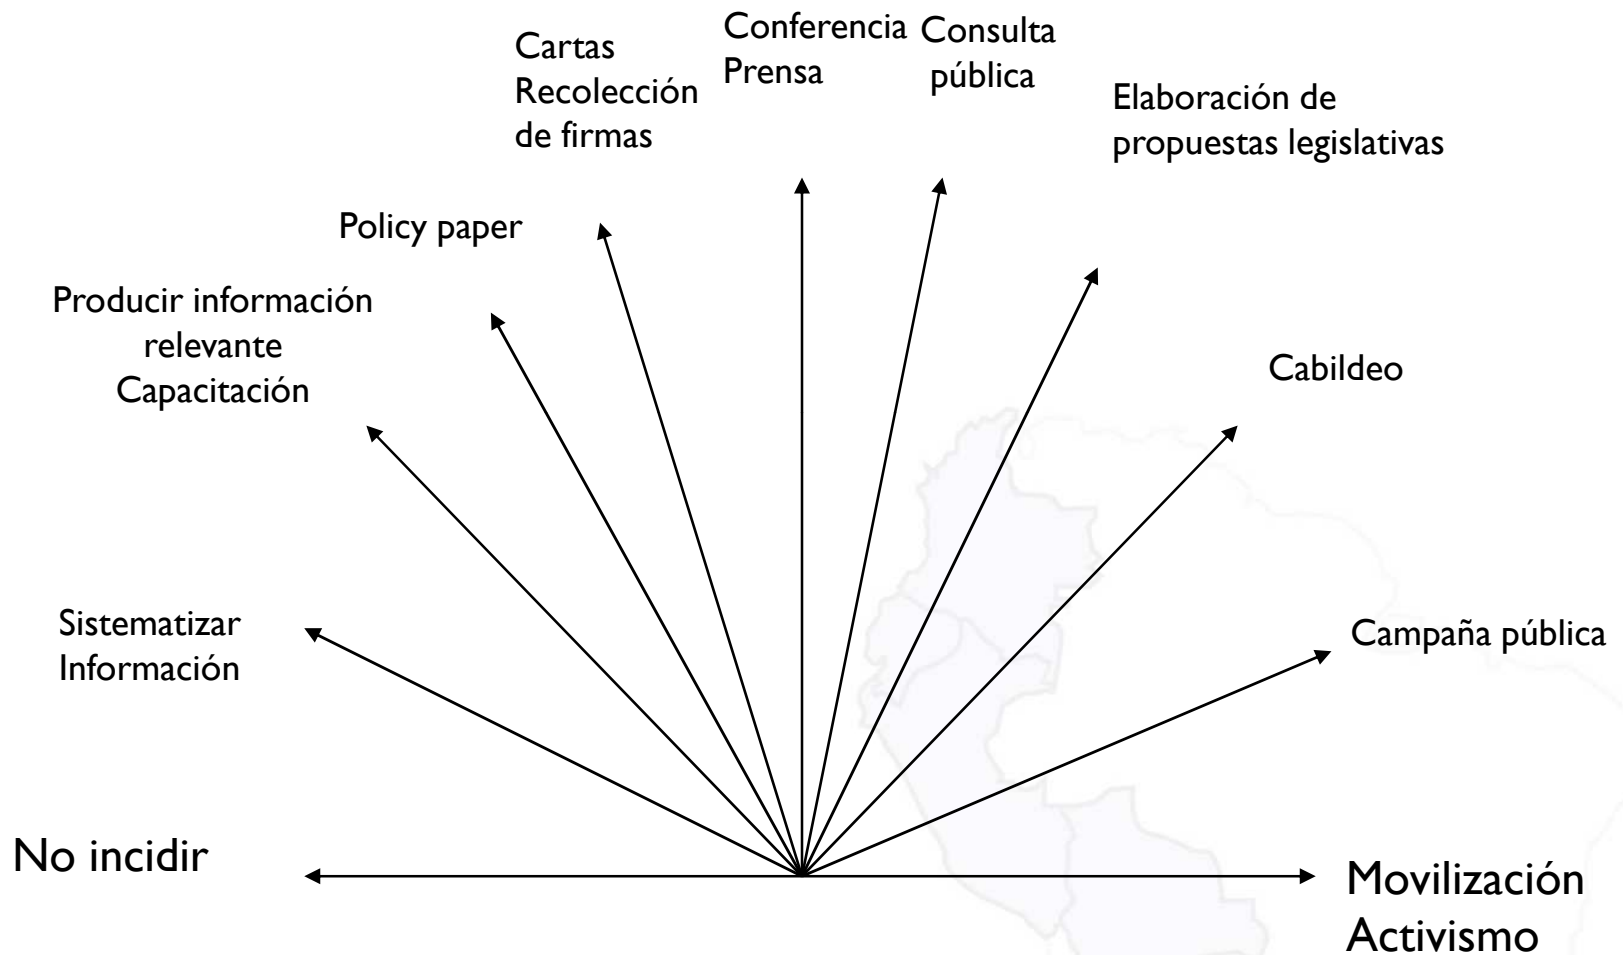 Conferencia
Prensa
Consulta
pública
Cartas
Recolección
de firmas
Elaboración de
propuestas legislativas
Policy paper
Producir información
relevante
Capacitación
Cabildeo
Sistematizar
Información
Campaña pública
No incidir
Movilización
Activismo